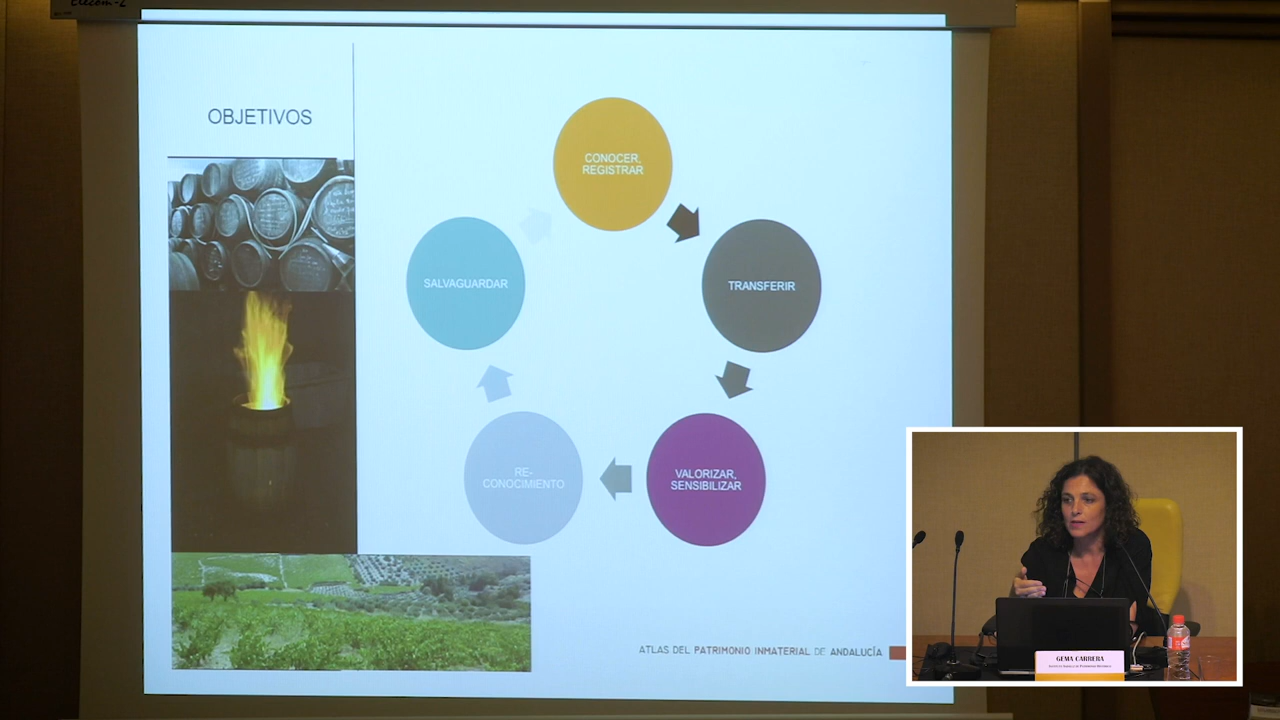 OBJETIVOS
CONOCER,
REGISTRAR
TRANSFERIR
VALORIZAR,
SENSIBILIZAR
RE-
CONOCIMIENTO
SALVAGUARDAR
ATLAS DEL PATRIMONIO INMATERIAL DE ANDALUCÍA
GEMA CARRERA